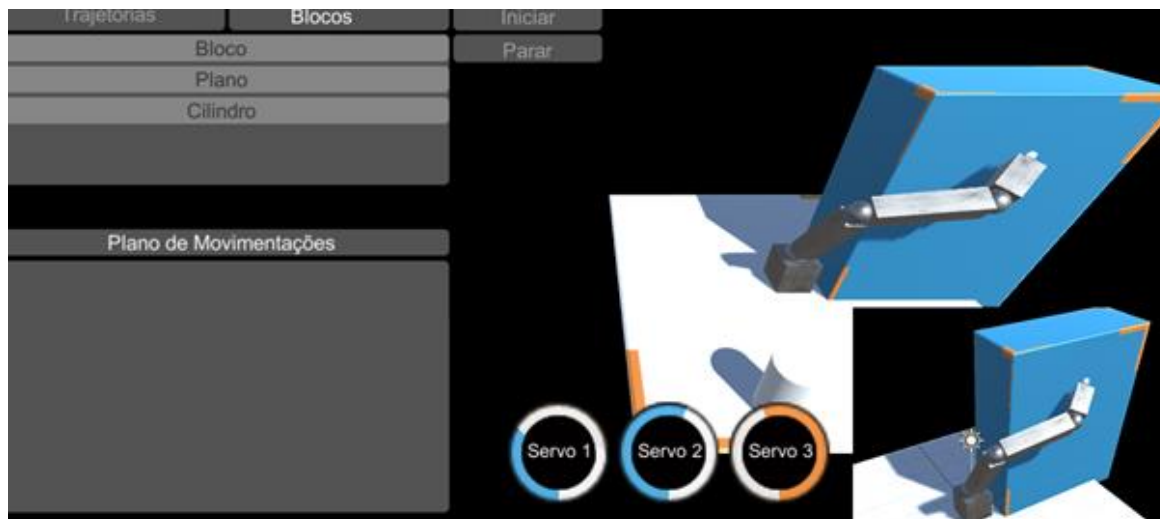 Trajetórias Blocos Iniciar
Bloco Parar
Plano
Cilindro
Plano de Movimentações
Servo 1 Servo 2 Servo 3